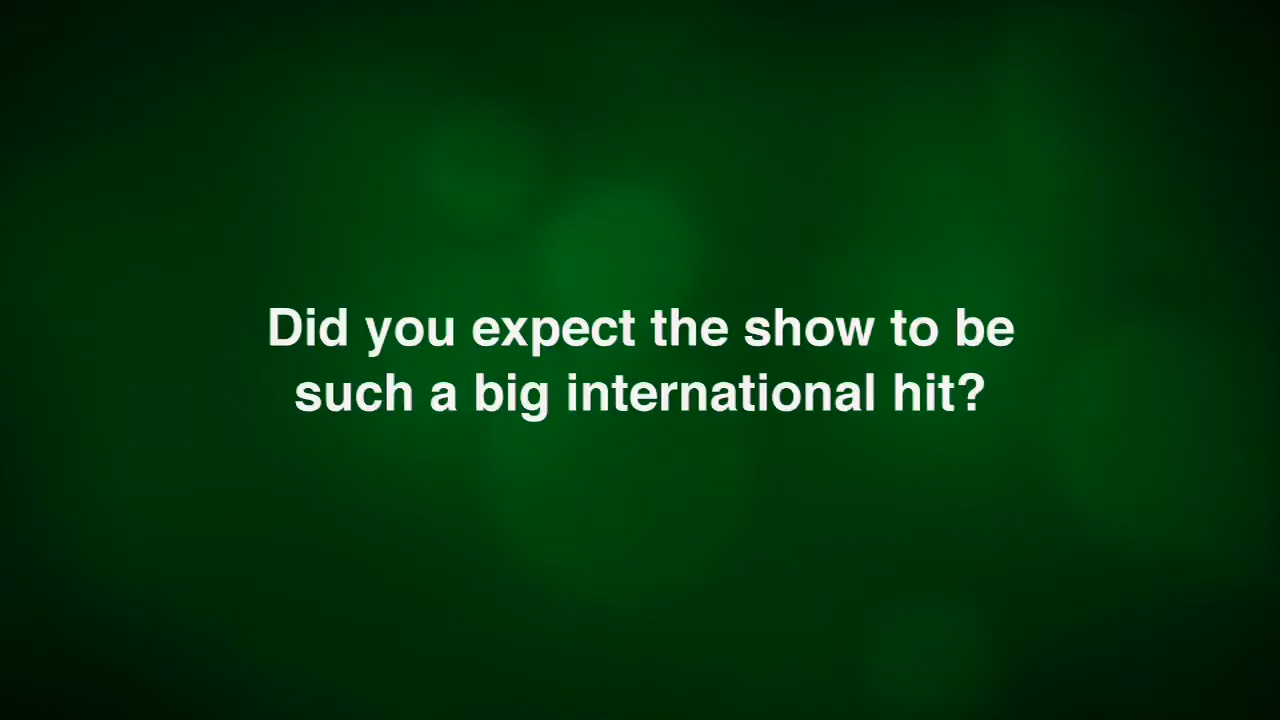 Did you expect the show to be
such a big international hit?